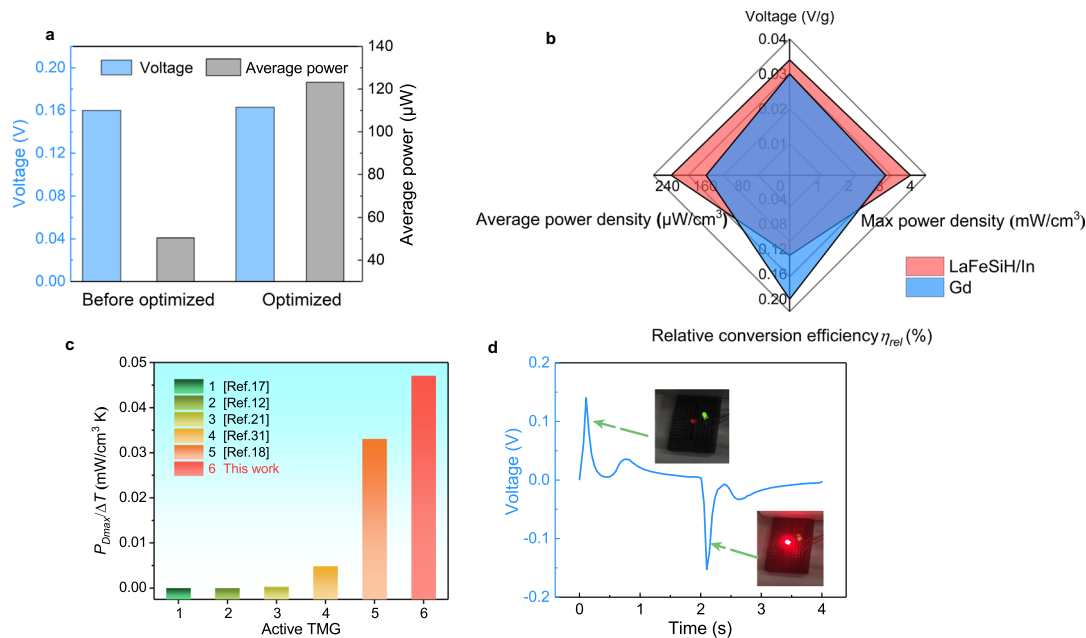 a
Voltage
Average power
0.20
0.16
0.12
0.08
0.04
0.00
Voltage (V)
140
120
100
80
60
40
Average power (μW)
Before optimized
Optimized
b
Voltage (V/g)
0.04
0.03
0.02
0.01
240
160
80
0
1
2
3
4
0.04
0.08
0.12
0.16
0.20
Average power density (μW/cm³)
Max power density (mW/cm³)
LaFeSiH/In
Gd
Relative conversion efficiency η_rel (%)
c
0.05
0.04
0.03
0.02
0.01
0.00
P_Dmax/ΔT (mW/cm³ K)
1 [Ref.17]
2 [Ref.12]
3 [Ref.21]
4 [Ref.31]
5 [Ref.18]
6 This work
1 2 3 4 5 6
Active TMG
d
0.2
0.1
0.0
-0.1
-0.2
Voltage (V)
0 1 2 3 4
Time (s)